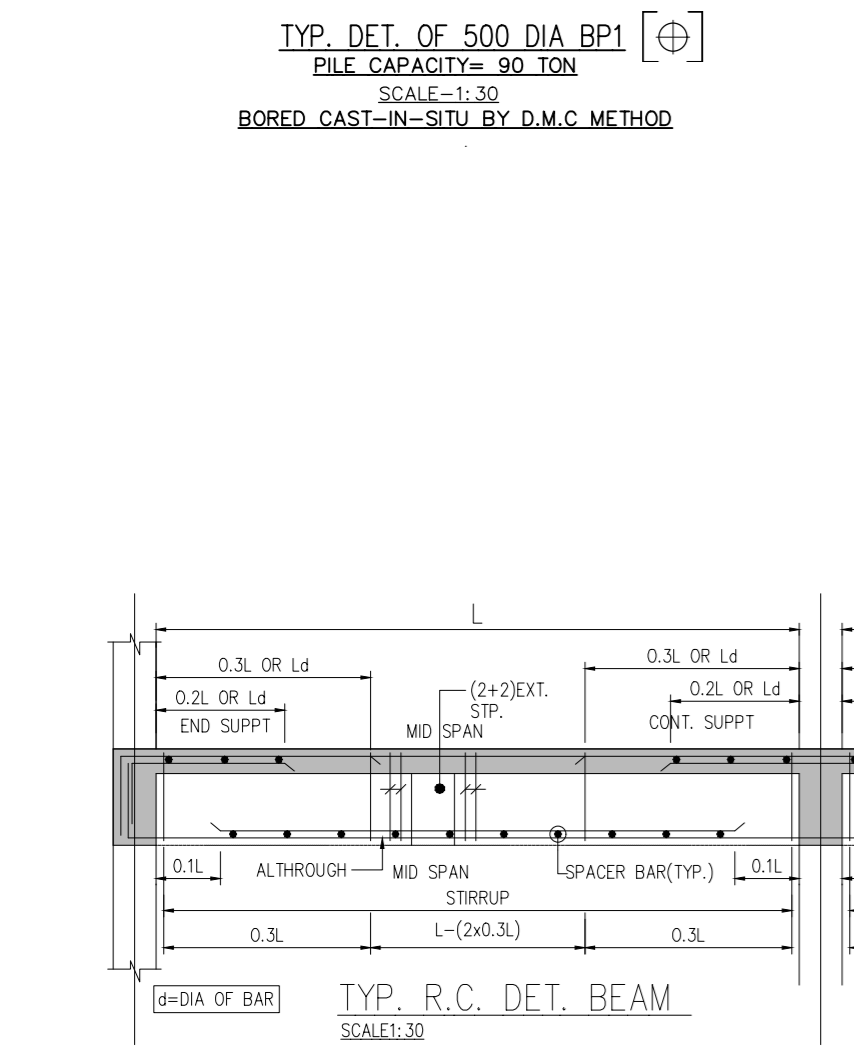 TYP. DET. OF 500 DIA BP1
PILE CAPACITY= 90 TON
SCALE-1:30
BORED CAST-IN-SITU BY D.M.C METHOD
L
0.3L OR Ld
0.3L OR Ld
0.2L OR Ld
(2+2)EXT.
STP.
0.2L OR Ld
END SUPPT
MID SPAN
CONT. SUPPT
0.1L
ALTHROUGH
MID SPAN
SPACER BAR(TYP.)
0.1L
STIRRUP
0.3L
L-(2x0.3L)
0.3L
d=DIA OF BAR
TYP. R.C. DET. BEAM
SCALE1:30